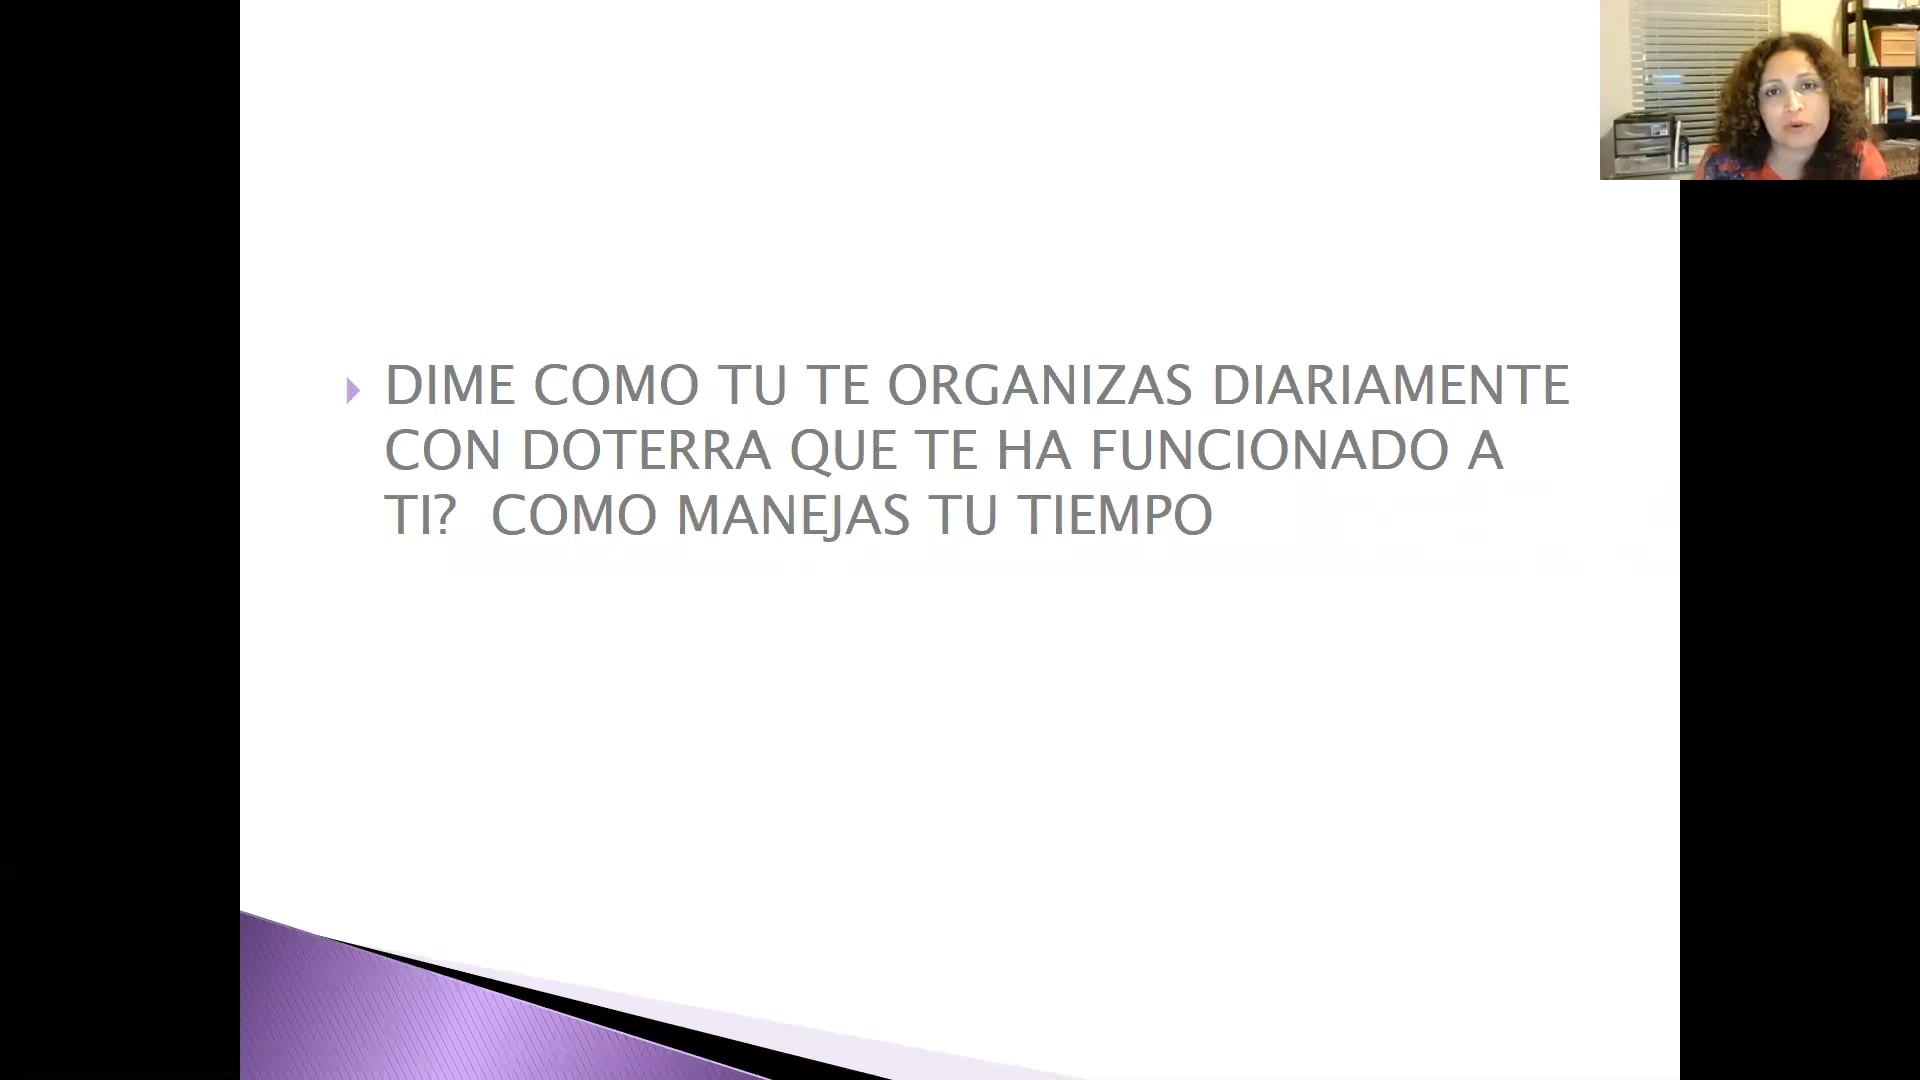 DIME COMO TU TE ORGANIZAS DIARIAMENTE
CON DOTERRA QUE TE HA FUNCIONADO A
TI?  COMO MANEJAS TU TIEMPO